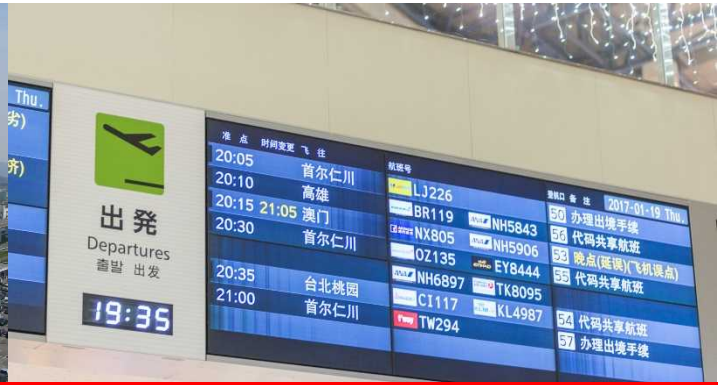 Thu.
劣)
济)
出発
Departures
출발 出发
19:35
准 点 时间变更 飞 往 航班号 登机口 备 注 2017-01-19 Thu.
20:05 首尔仁川 LJ226 50 办理出境手续
20:10 高雄 BR119 ANA NH5843 56 代码共享航班
20:15 21:05 澳门 NX805 ANA NH5906 53 晚点(延误)(飞机误点)
20:30 首尔仁川 OZ135 EY8444 55 代码共享航班
ANA NH6897 TK8095
20:35 台北桃园 CI117 KL4987 54 代码共享航班
21:00 首尔仁川 t'way TW294 57 办理出境手续